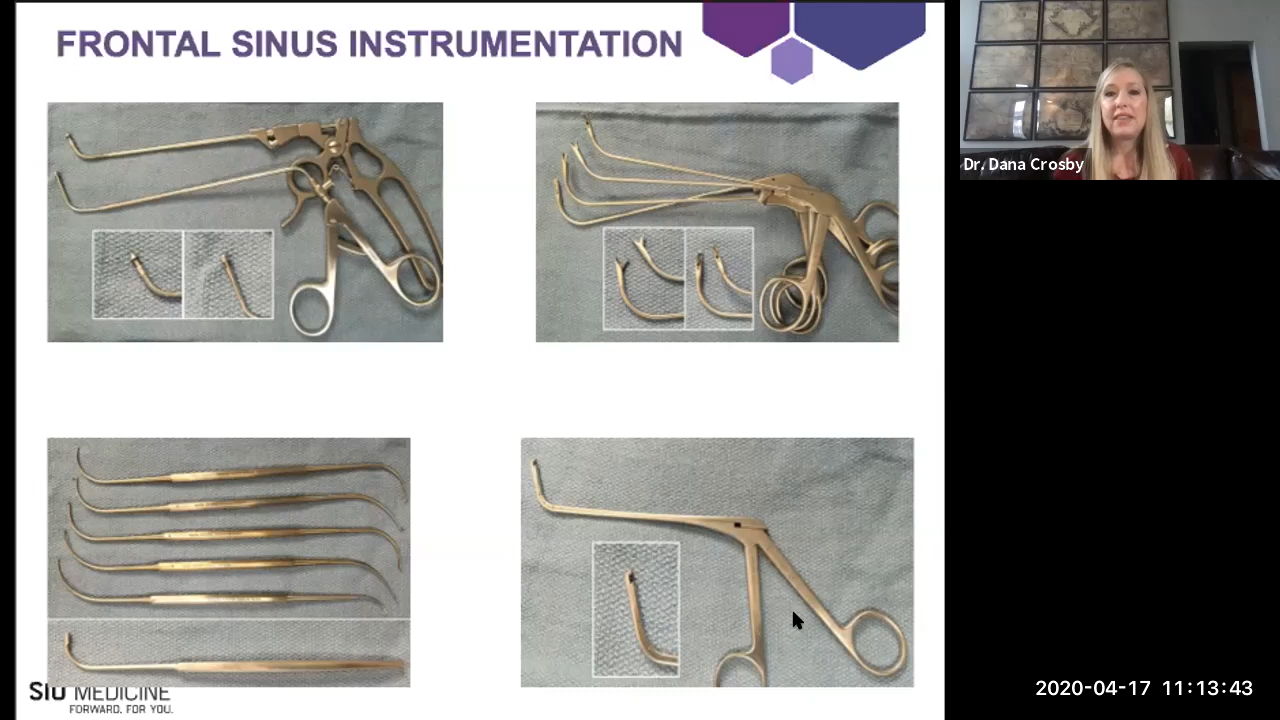 FRONTAL SINUS INSTRUMENTATION
Dr. Dana Crosby
SIU MEDICINE
FORWARD. FOR YOU.
2020-04-17 11:13:43